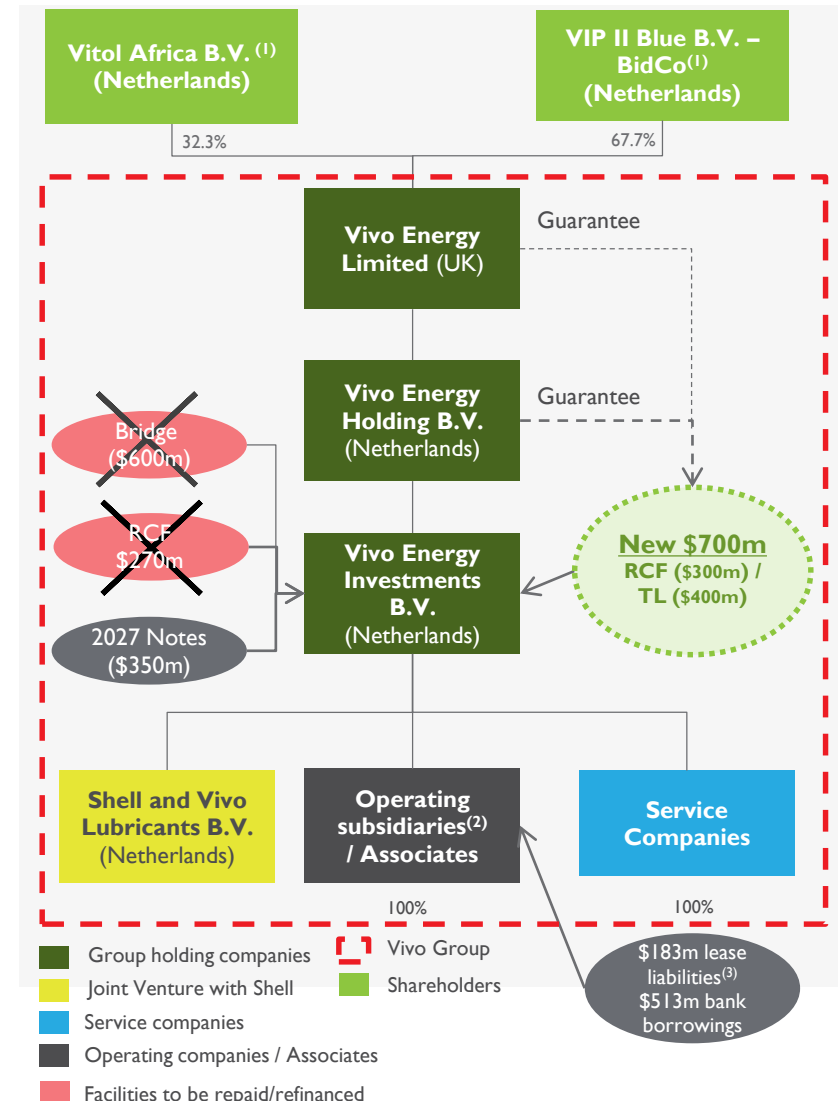 Vitol Africa B.V. (1)
(Netherlands)
VIP II Blue B.V. –
BidCo(1)
(Netherlands)
32.3%
67.7%
Vivo Energy
Limited (UK)
Guarantee
Vivo Energy
Holding B.V.
(Netherlands)
Guarantee
Bridge
($600m)
RCF
$270m
2027 Notes
($350m)
Vivo Energy
Investments
B.V.
(Netherlands)
New $700m
RCF ($300m) /
TL ($400m)
Shell and Vivo
Lubricants B.V.
(Netherlands)
Operating
subsidiaries(2)
/ Associates
Service
Companies
100%
100%
$183m lease
liabilities(3)
$513m bank
borrowings
Group holding companies
Vivo Group
Joint Venture with Shell
Shareholders
Service companies
Operating companies / Associates
Facilities to be repaid/refinanced